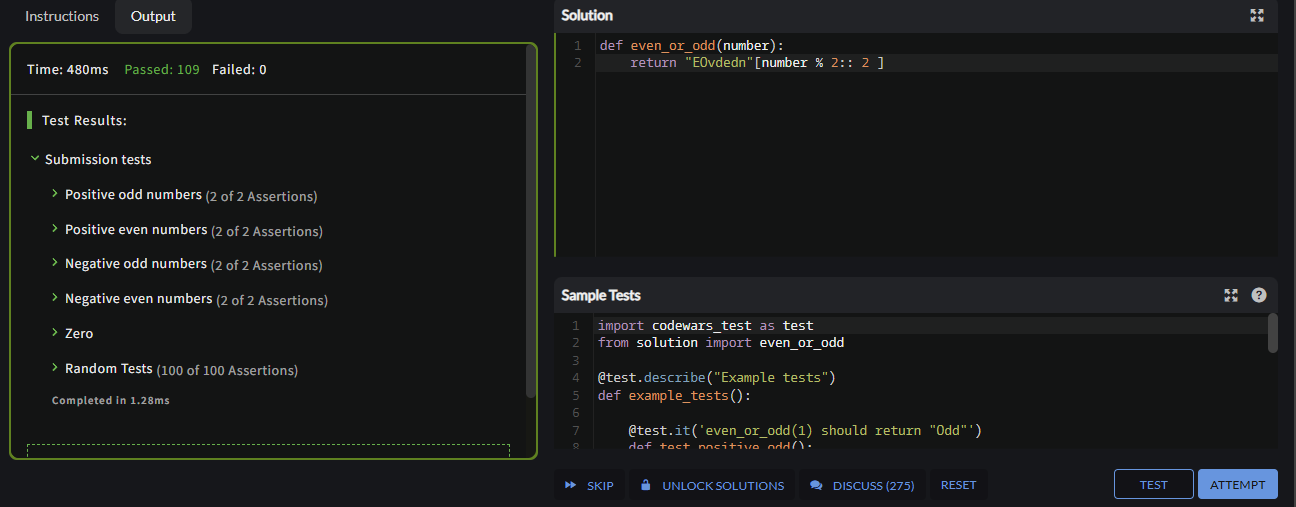 Instructions Output
Time: 480ms Passed: 109 Failed: 0
Test Results:
Submission tests
Positive odd numbers (2 of 2 Assertions)
Positive even numbers (2 of 2 Assertions)
Negative odd numbers (2 of 2 Assertions)
Negative even numbers (2 of 2 Assertions)
Zero
Random Tests (100 of 100 Assertions)
Completed in 1.28ms
Solution
1 def even_or_odd(number):
2     return "EOvdedn"[number % 2:: 2 ]
Sample Tests
?
1 import codewars_test as test
2 from solution import even_or_odd
3
4 @test.describe("Example tests")
5 def example_tests():
6
7     @test.it('even_or_odd(1) should return "Odd"')
8     def test_positive_odd():
SKIP UNLOCK SOLUTIONS DISCUSS (275) RESET TEST ATTEMPT